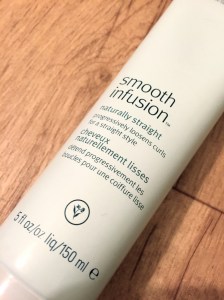 smooth
infusion™
naturally straight
progressively loosens curls
for a straight style
cheveux
naturellement lisses
détend progressivement les
boucles pour une coiffure lisse
5 fl oz/oz liq/150 ml e